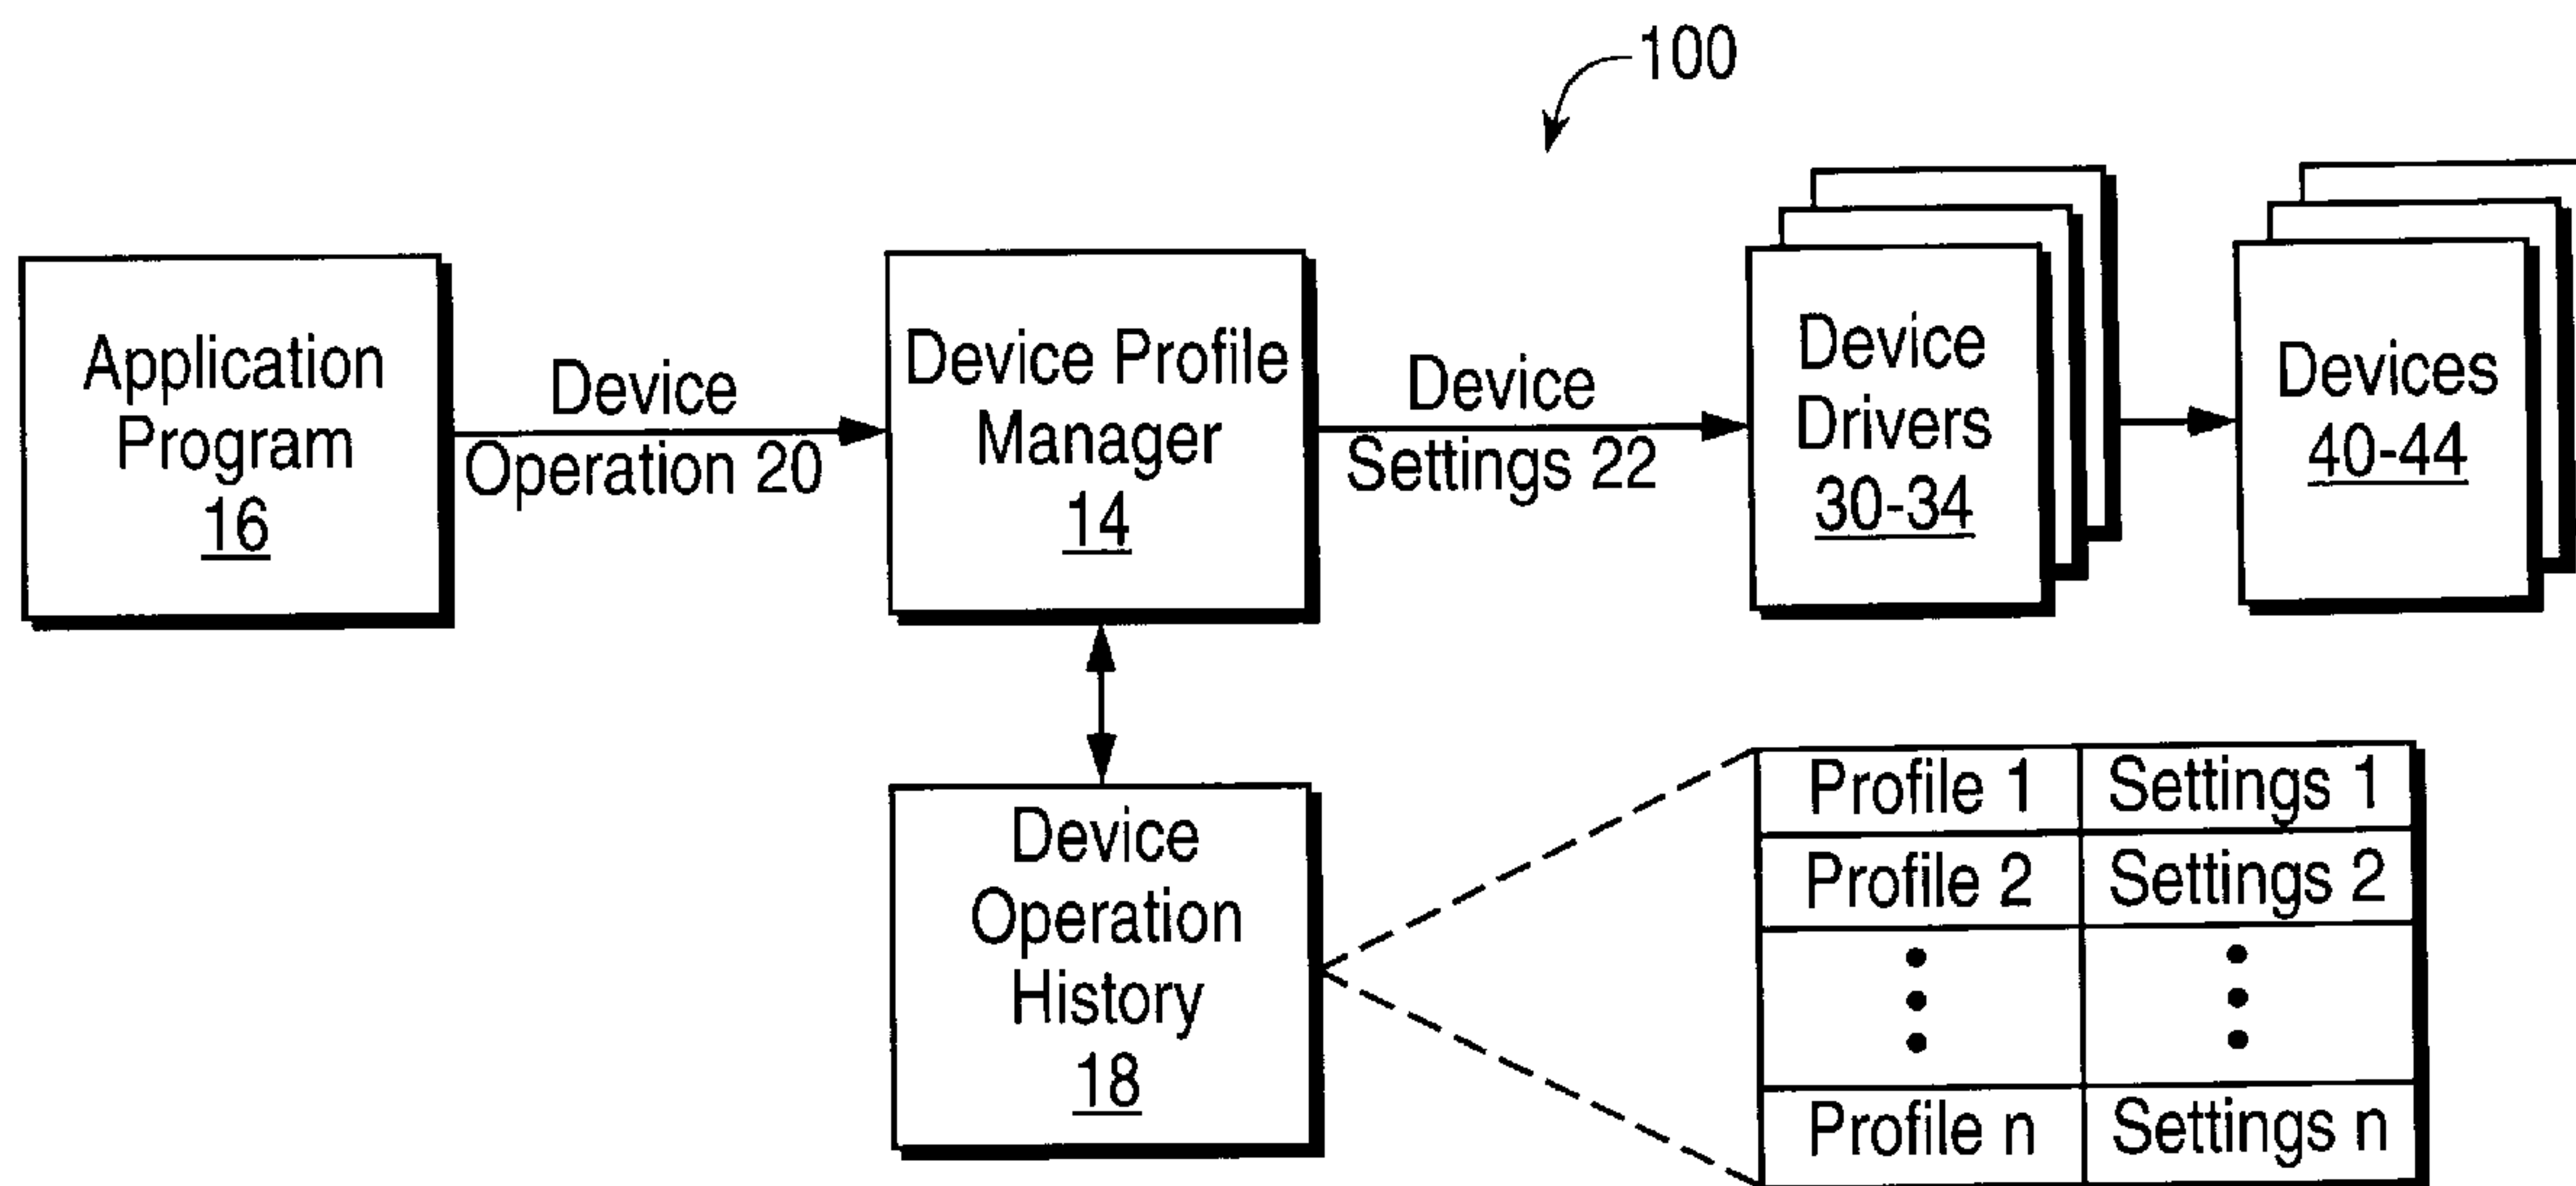 100
Application
Program
16
Device
Operation 20
Device Profile
Manager
14
Device
Settings 22
Device
Drivers
30-34
Devices
40-44
Device
Operation
History
18
Profile 1 Settings 1
Profile 2 Settings 2
Profile n Settings n